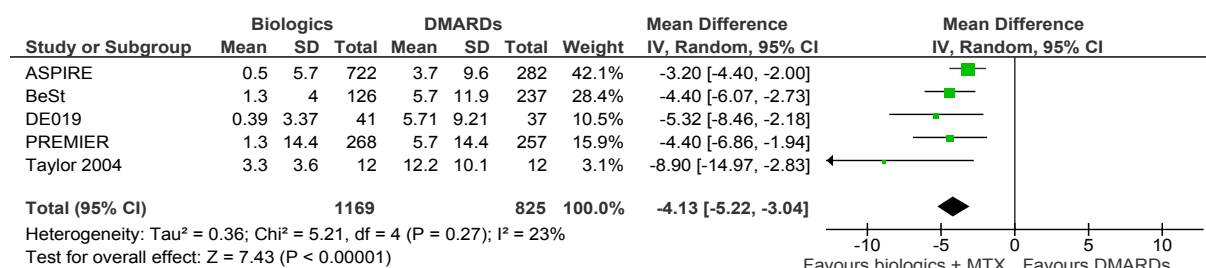 Biologics DMARDs Mean Difference Mean Difference
Study or Subgroup Mean SD Total Mean SD Total Weight IV, Random, 95% CI IV, Random, 95% CI
ASPIRE 0.5 5.7 722 3.7 9.6 282 42.1% -3.20 [-4.40, -2.00]
BeSt 1.3 4 126 5.7 11.9 237 28.4% -4.40 [-6.07, -2.73]
DE019 0.39 3.37 41 5.71 9.21 37 10.5% -5.32 [-8.46, -2.18]
PREMIER 1.3 14.4 268 5.7 14.4 257 15.9% -4.40 [-6.86, -1.94]
Taylor 2004 3.3 3.6 12 12.2 10.1 12 3.1% -8.90 [-14.97, -2.83]
Total (95% CI) 1169 825 100.0% -4.13 [-5.22, -3.04]
Heterogeneity: Tau² = 0.36; Chi² = 5.21, df = 4 (P = 0.27); I² = 23%
Test for overall effect: Z = 7.43 (P < 0.00001)
-10 -5 0 5 10
Favours biologics + MTX Favours DMARDs